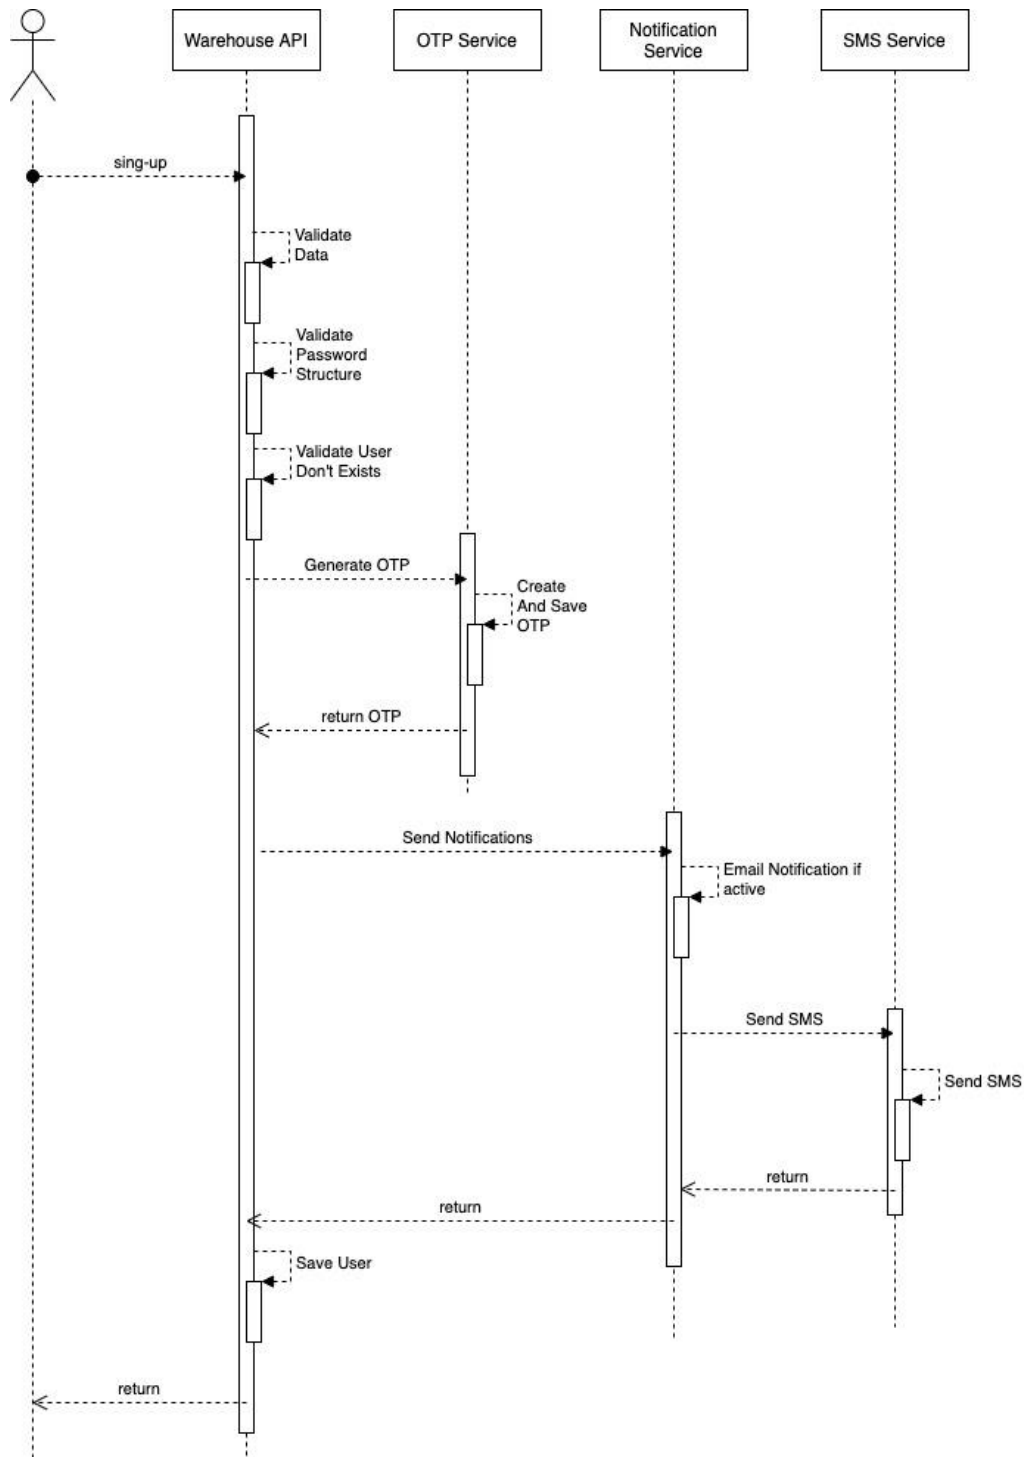 Warehouse API
OTP Service
Notification
Service
SMS Service
sing-up
Validate
Data
Validate
Password
Structure
Validate User
Don't Exists
Generate OTP
Create
And Save
OTP
return OTP
Send Notifications
Email Notification if
active
Send SMS
Send SMS
return
return
Save User
return